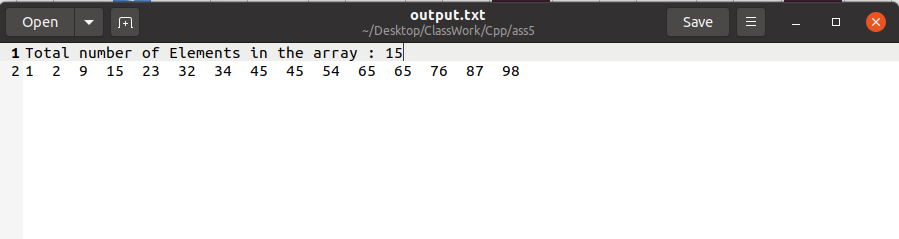 Open output.txt Save
~/Desktop/ClassWork/Cpp/ass5
1 Total number of Elements in the array : 15
2 1 2 9 15 23 32 34 45 45 54 65 65 76 87 98